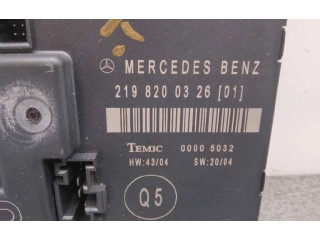 MERCEDES BENZ
219 820 03 26 [01]
TEMIC 0000 5032
HW: 43/04 SW: 20/04
Q5